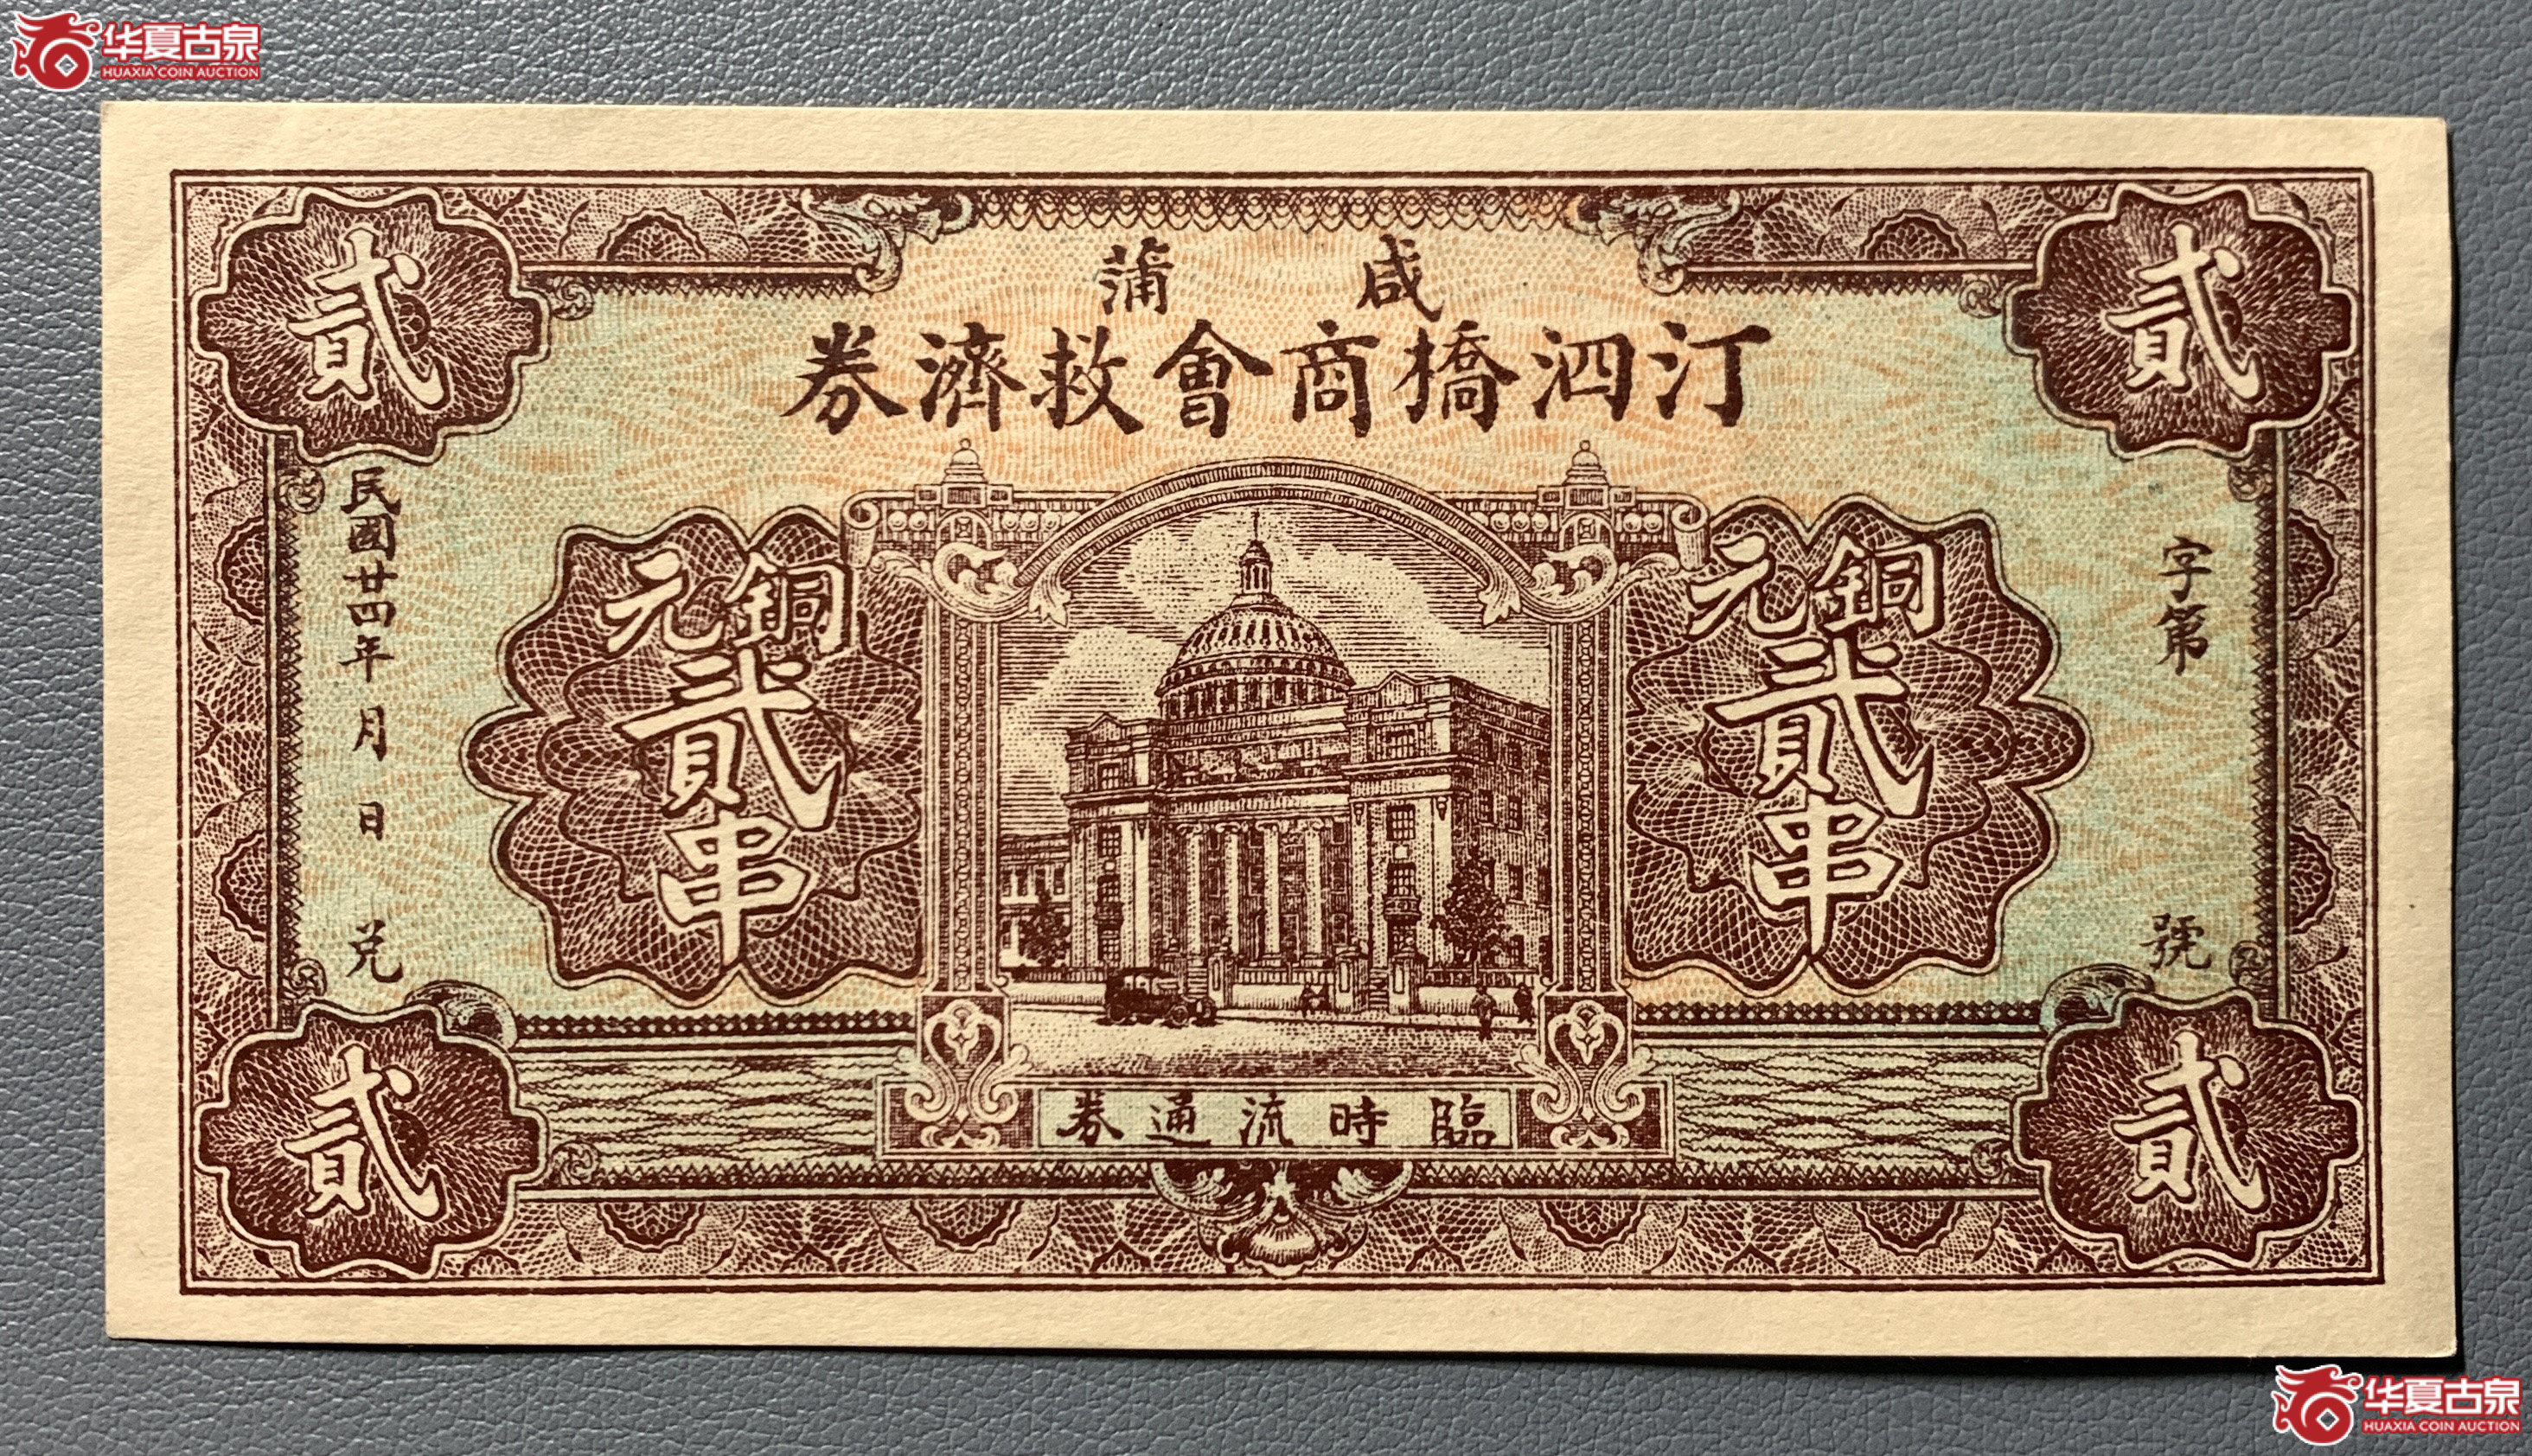 华夏古泉
HUAXIA COIN AUCTION
咸蒲
汀泗橋商會救濟券
貳
貳
字第 號
銅元
貳串
銅元
貳串
民國廿四年 月 日 兑
臨時流通券
貳
貳
华夏古泉
HUAXIA COIN AUCTION